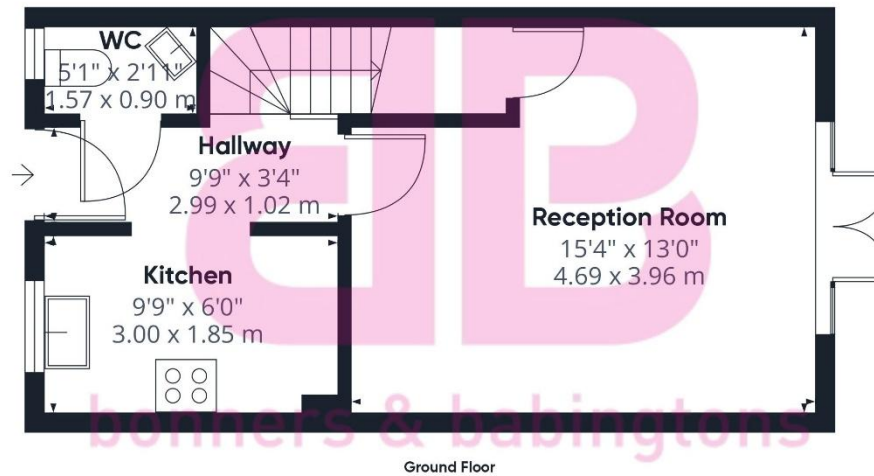 WC
5'1" x 2'11"
1.57 x 0.90 m
Hallway
9'9" x 3'4"
2.99 x 1.02 m
Reception Room
15'4" x 13'0"
4.69 x 3.96 m
Kitchen
9'9" x 6'0"
3.00 x 1.85 m
bonners & babingtons
Ground Floor